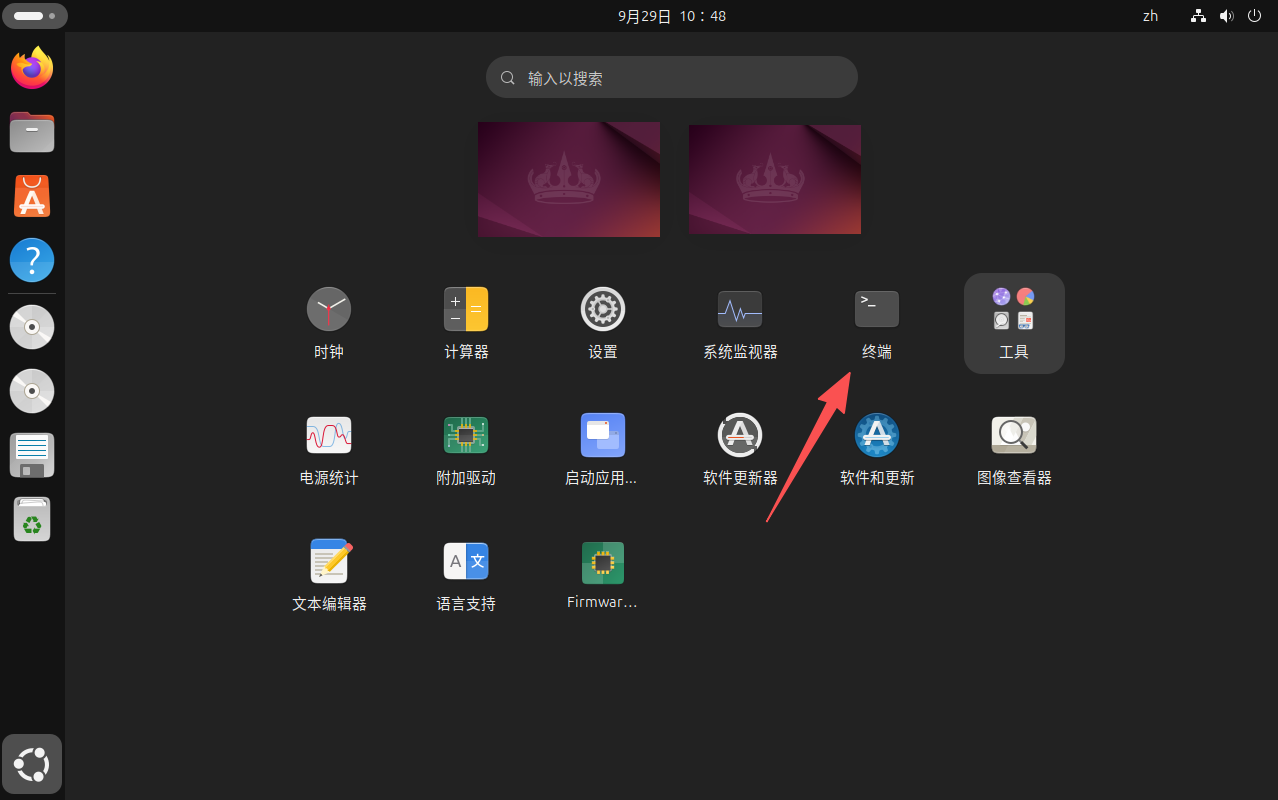 9月29日 10：48
zh
输入以搜索
时钟
计算器
设置
系统监视器
终端
工具
电源统计
附加驱动
启动应用...
软件更新器
软件和更新
图像查看器
文本编辑器
语言支持
Firmwar...